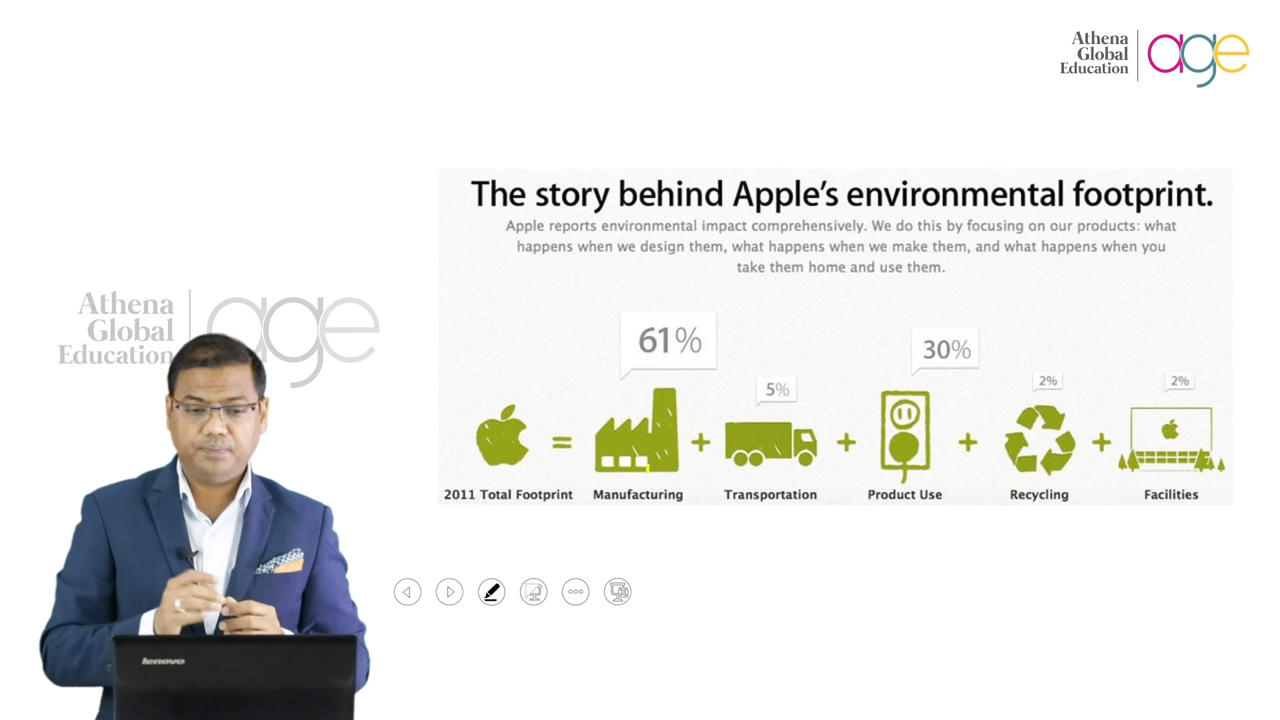 Athena
Global
Education
age
The story behind Apple's environmental footprint.
Apple reports environmental impact comprehensively. We do this by focusing on our products: what
happens when we design them, what happens when we make them, and what happens when you
take them home and use them.
Athena
Global
Education
age
61%
30%
5%
2%
2%
=
+
+
+
+
2011 Total Footprint
Manufacturing
Transportation
Product Use
Recycling
Facilities
lenovo